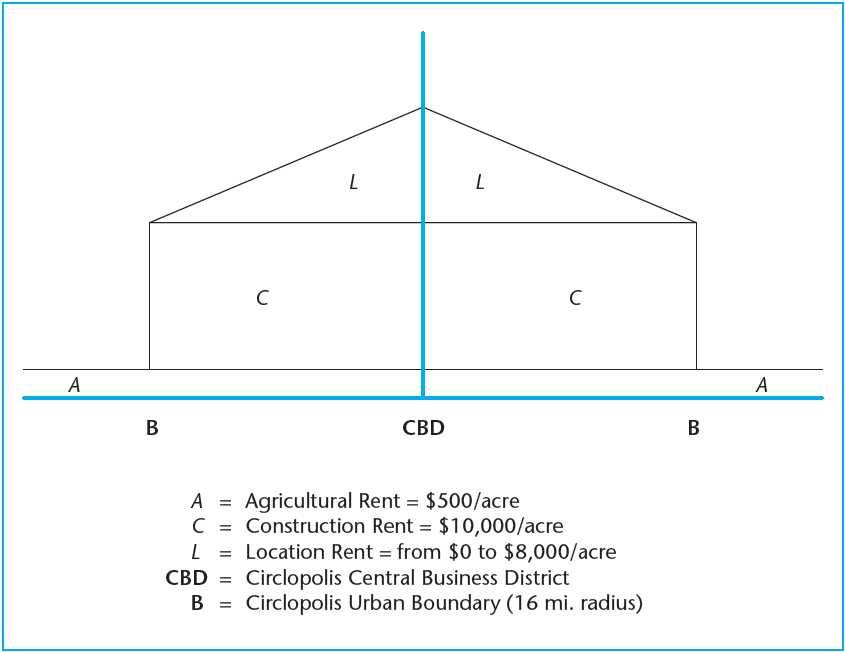 L L
C C
A A
B CBD B
A = Agricultural Rent = $500/acre
C = Construction Rent = $10,000/acre
L = Location Rent = from $0 to $8,000/acre
CBD = Circlopolis Central Business District
B = Circlopolis Urban Boundary (16 mi. radius)